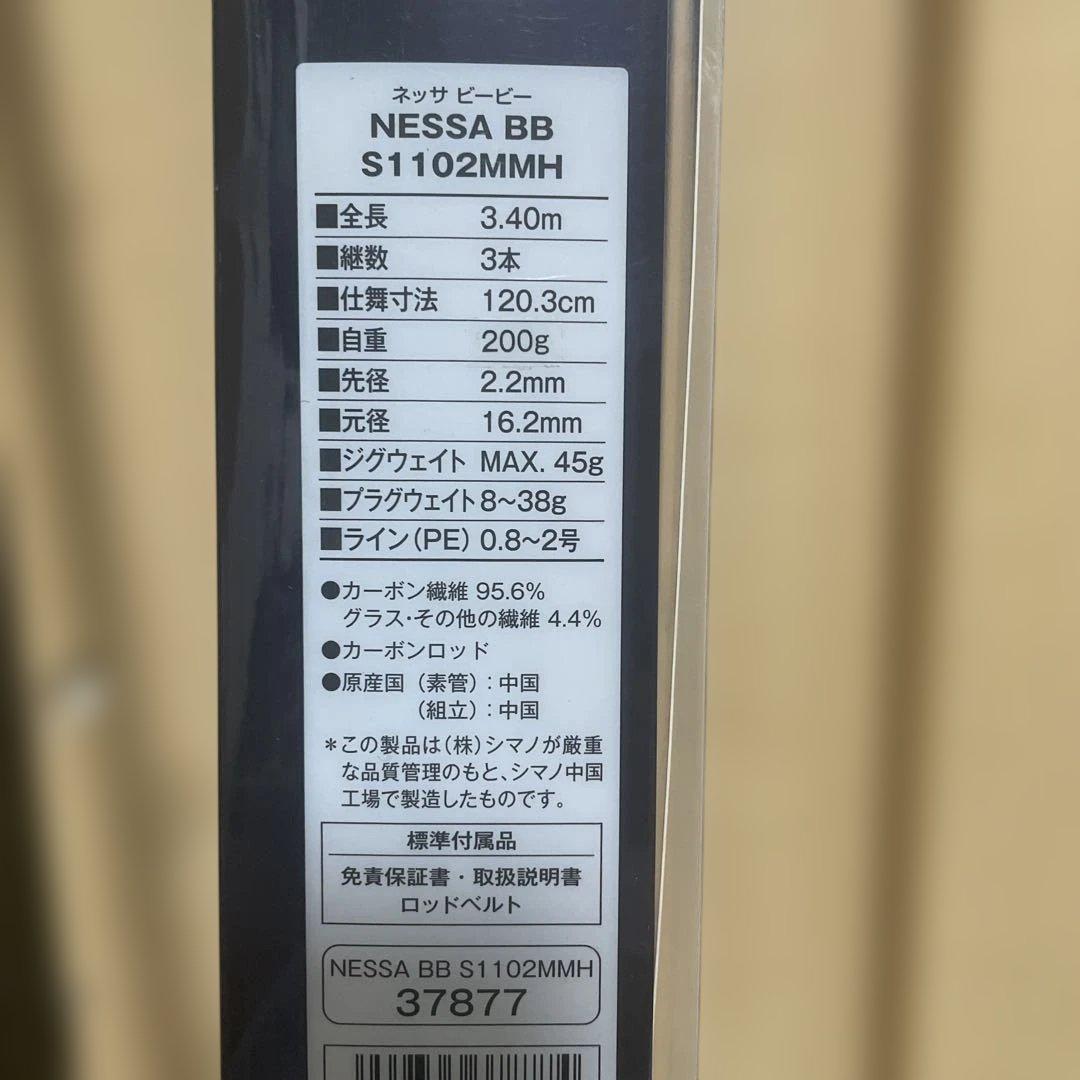 ネッサ ビービー
NESSA BB
S1102MMH
■全長 3.40m
■継数 3本
■仕舞寸法 120.3cm
■自重 200g
■先径 2.2mm
■元径 16.2mm
■ジグウェイト MAX. 45g
■プラグウェイト 8〜38g
■ライン(PE) 0.8〜2号
●カーボン繊維 95.6%
グラス・その他の繊維 4.4%
●カーボンロッド
●原産国(素管):中国
(組立):中国
*この製品は(株)シマノが厳重
な品質管理のもと、シマノ中国
工場で製造したものです。
標準付属品
免責保証書・取扱説明書
ロッドベルト
NESSA BB S1102MMH
37877